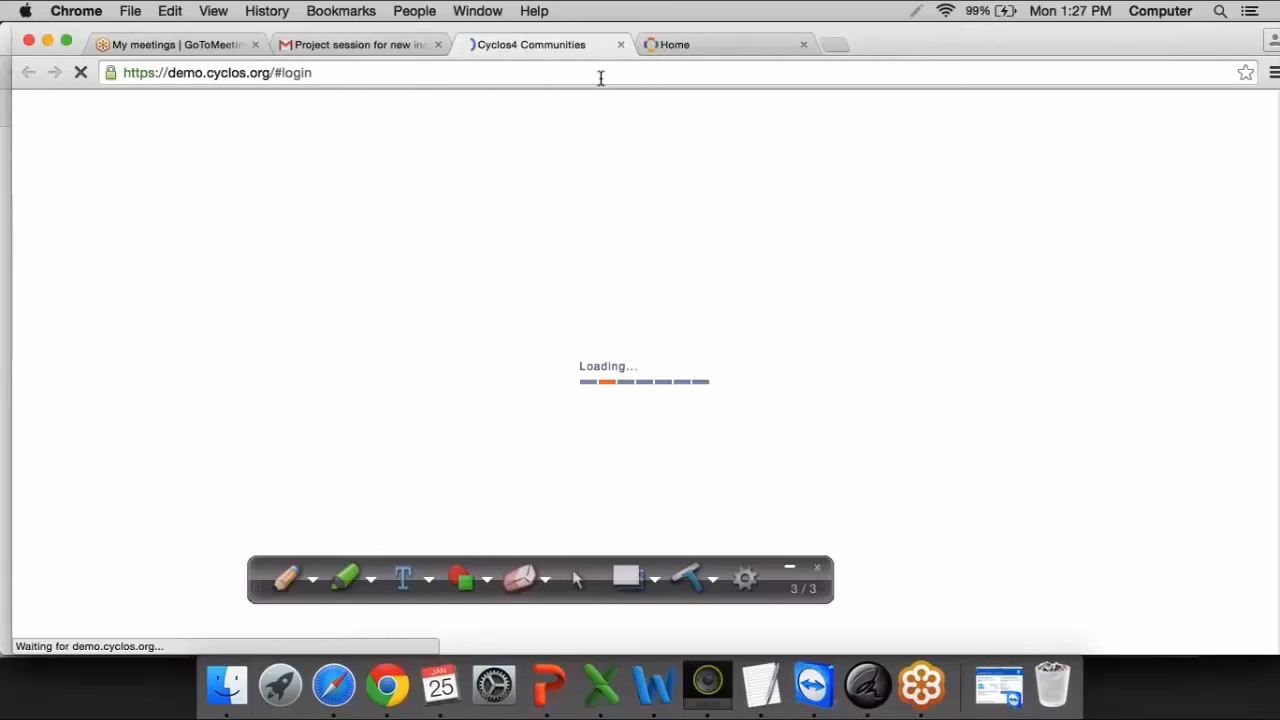 Chrome File Edit View History Bookmarks People Window Help 99% Mon 1:27 PM Computer
My meetings | GoToMeetin Project session for new in Cyclos4 Communities Home
https://demo.cyclos.org/#login
Loading...
T
3 / 3
Waiting for demo.cyclos.org...
JAN
25